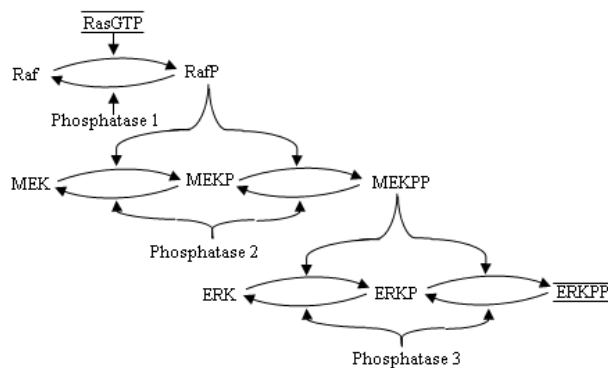 RasGTP
Raf RafP
Phosphatase 1
MEK MEKP MEKPP
Phosphatase 2
ERK ERKP ERKPP
Phosphatase 3